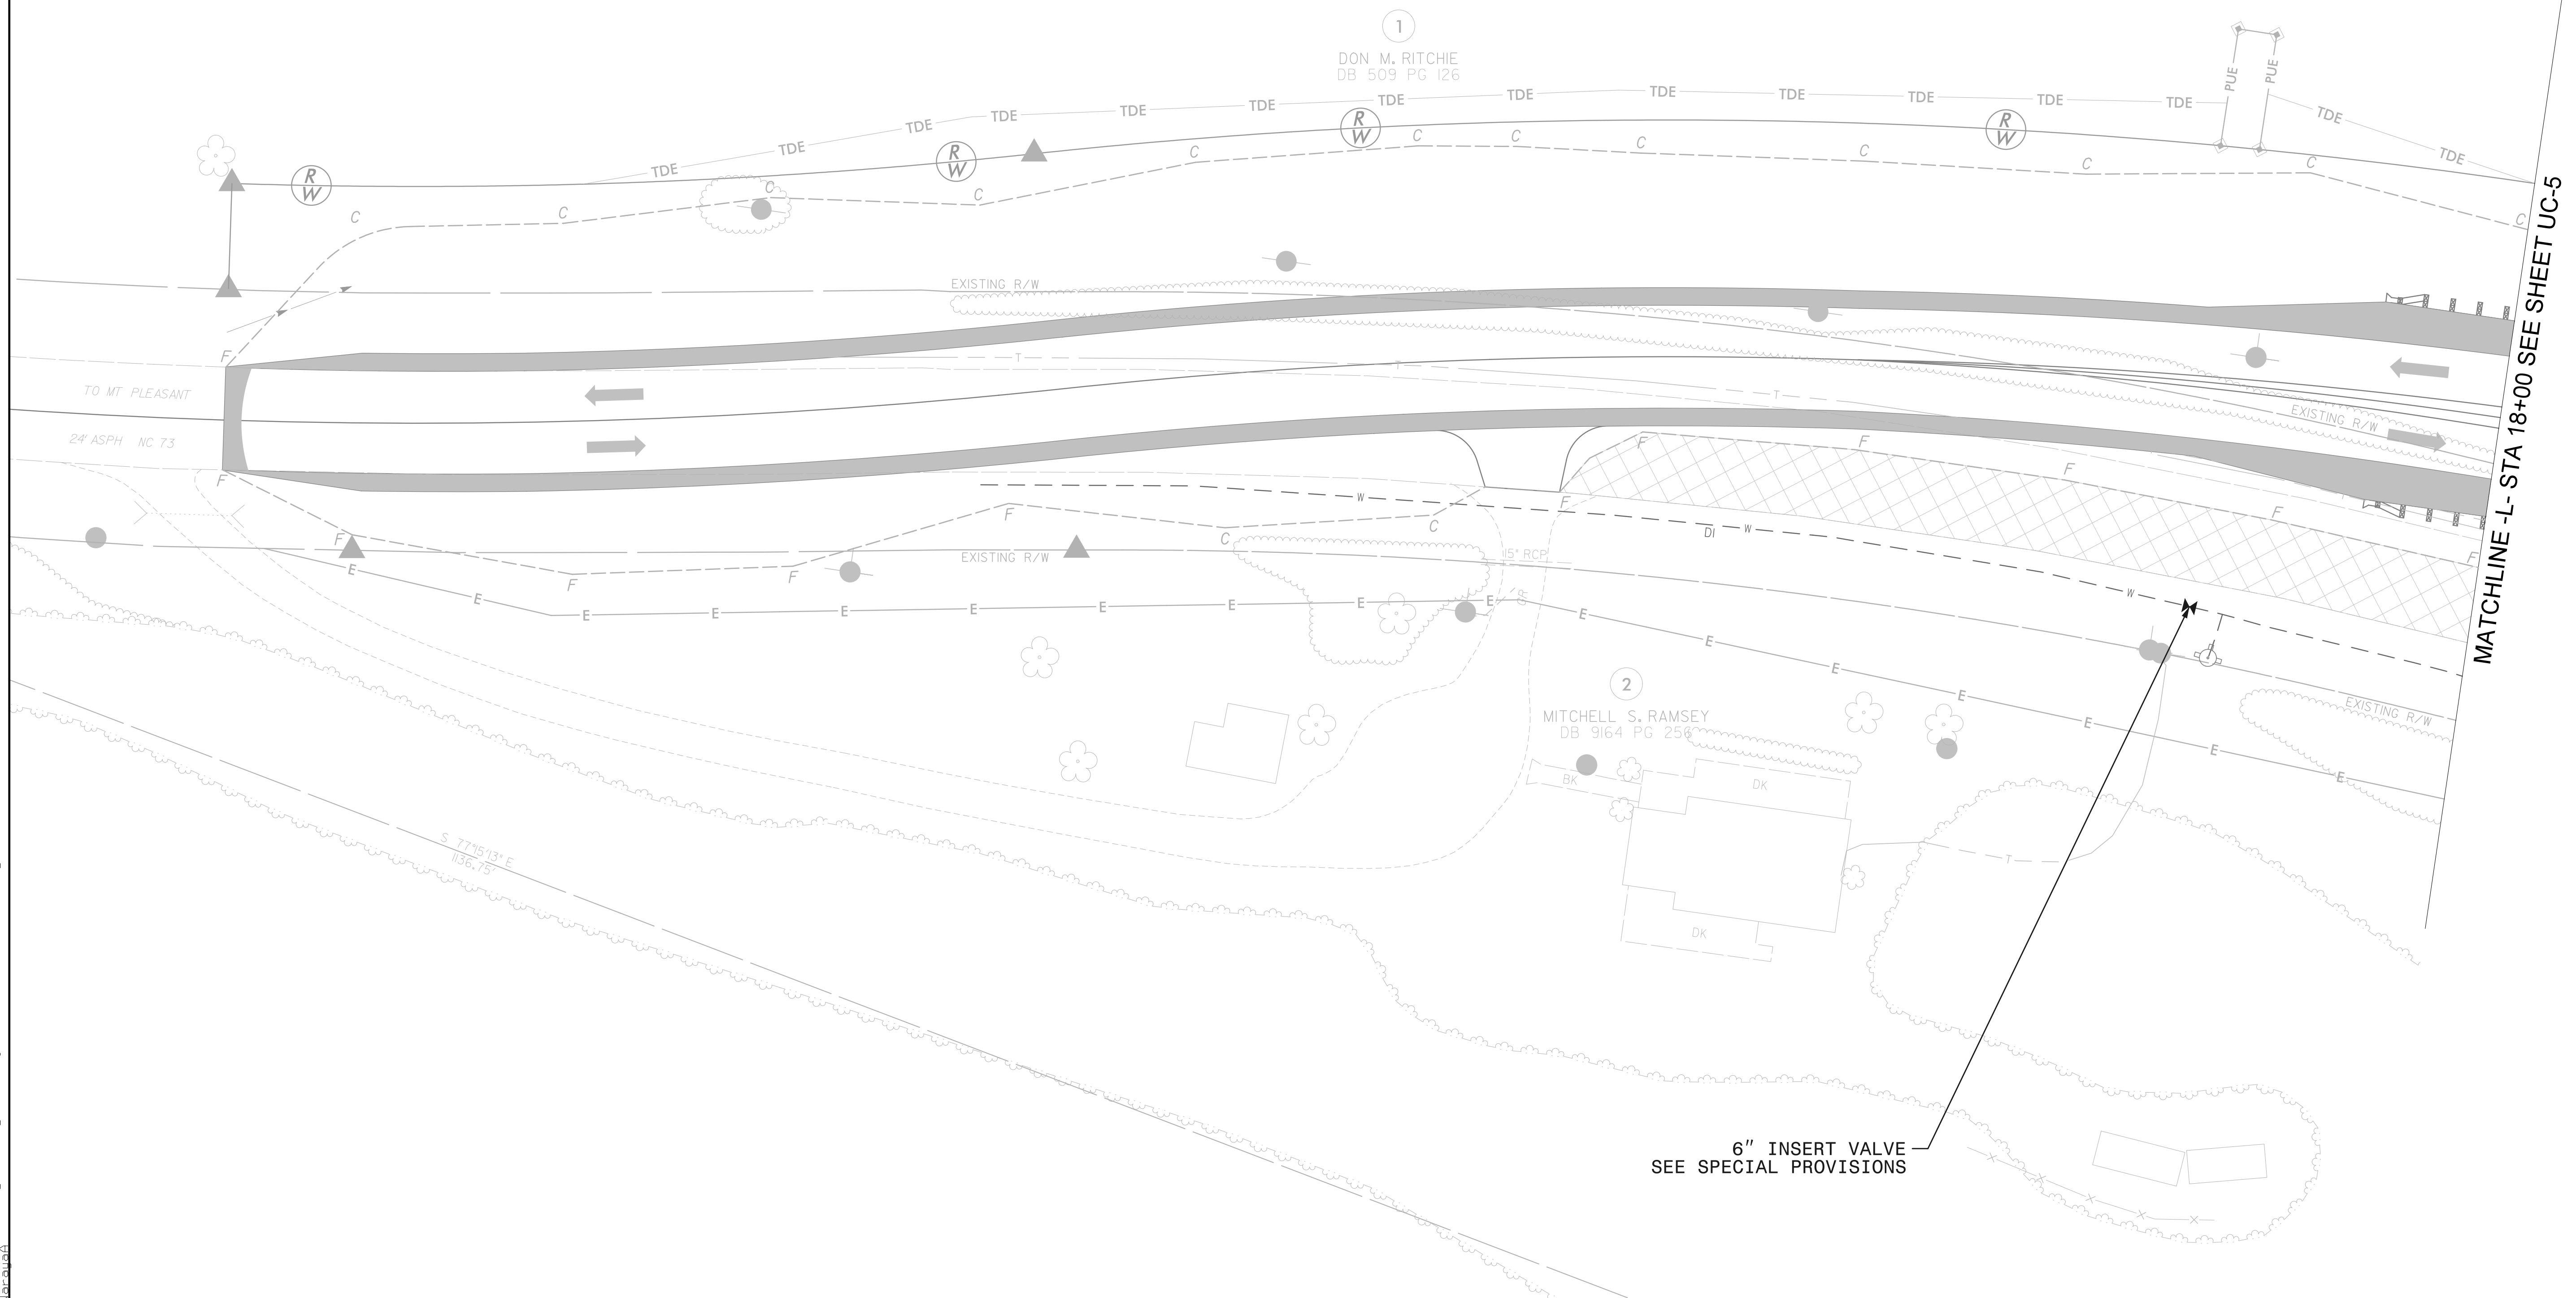 1
DON M. RITCHIE
DB 509 PG 126
PUE PUE
TDE TDE TDE TDE TDE TDE TDE TDE TDE TDE TDE TDE TDE TDE TDE
R W R W R W R W
C C C C C C C C C C C C
EXISTING R/W
F
T T T
TO MT PLEASANT
24' ASPH NC 73
EXISTING R/W
F F F F F F
W W W
DI
F F F F F
C C
EXISTING R/W
15" RCP
E E E E E E E E E E E E E E E E E
2
MITCHELL S. RAMSEY
DB 9164 PG 256
EXISTING R/W
BK
DK
DK
T
S 77°15'13" E
1136.75'
6" INSERT VALVE
SEE SPECIAL PROVISIONS
MATCHLINE -L- STA 18+00 SEE SHEET UC-5